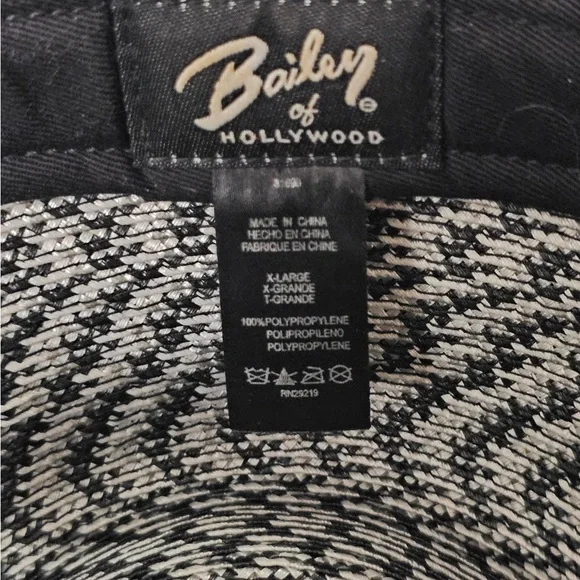 Bailey
of
HOLLYWOOD
®
MADE IN CHINA
HECHO EN CHINA
FABRIQUE EN CHINE
X-LARGE
X-GRANDE
T-GRANDE
100%POLYPROPYLENE
POLIPROPILENO
POLYPROPYLENE
RN29219